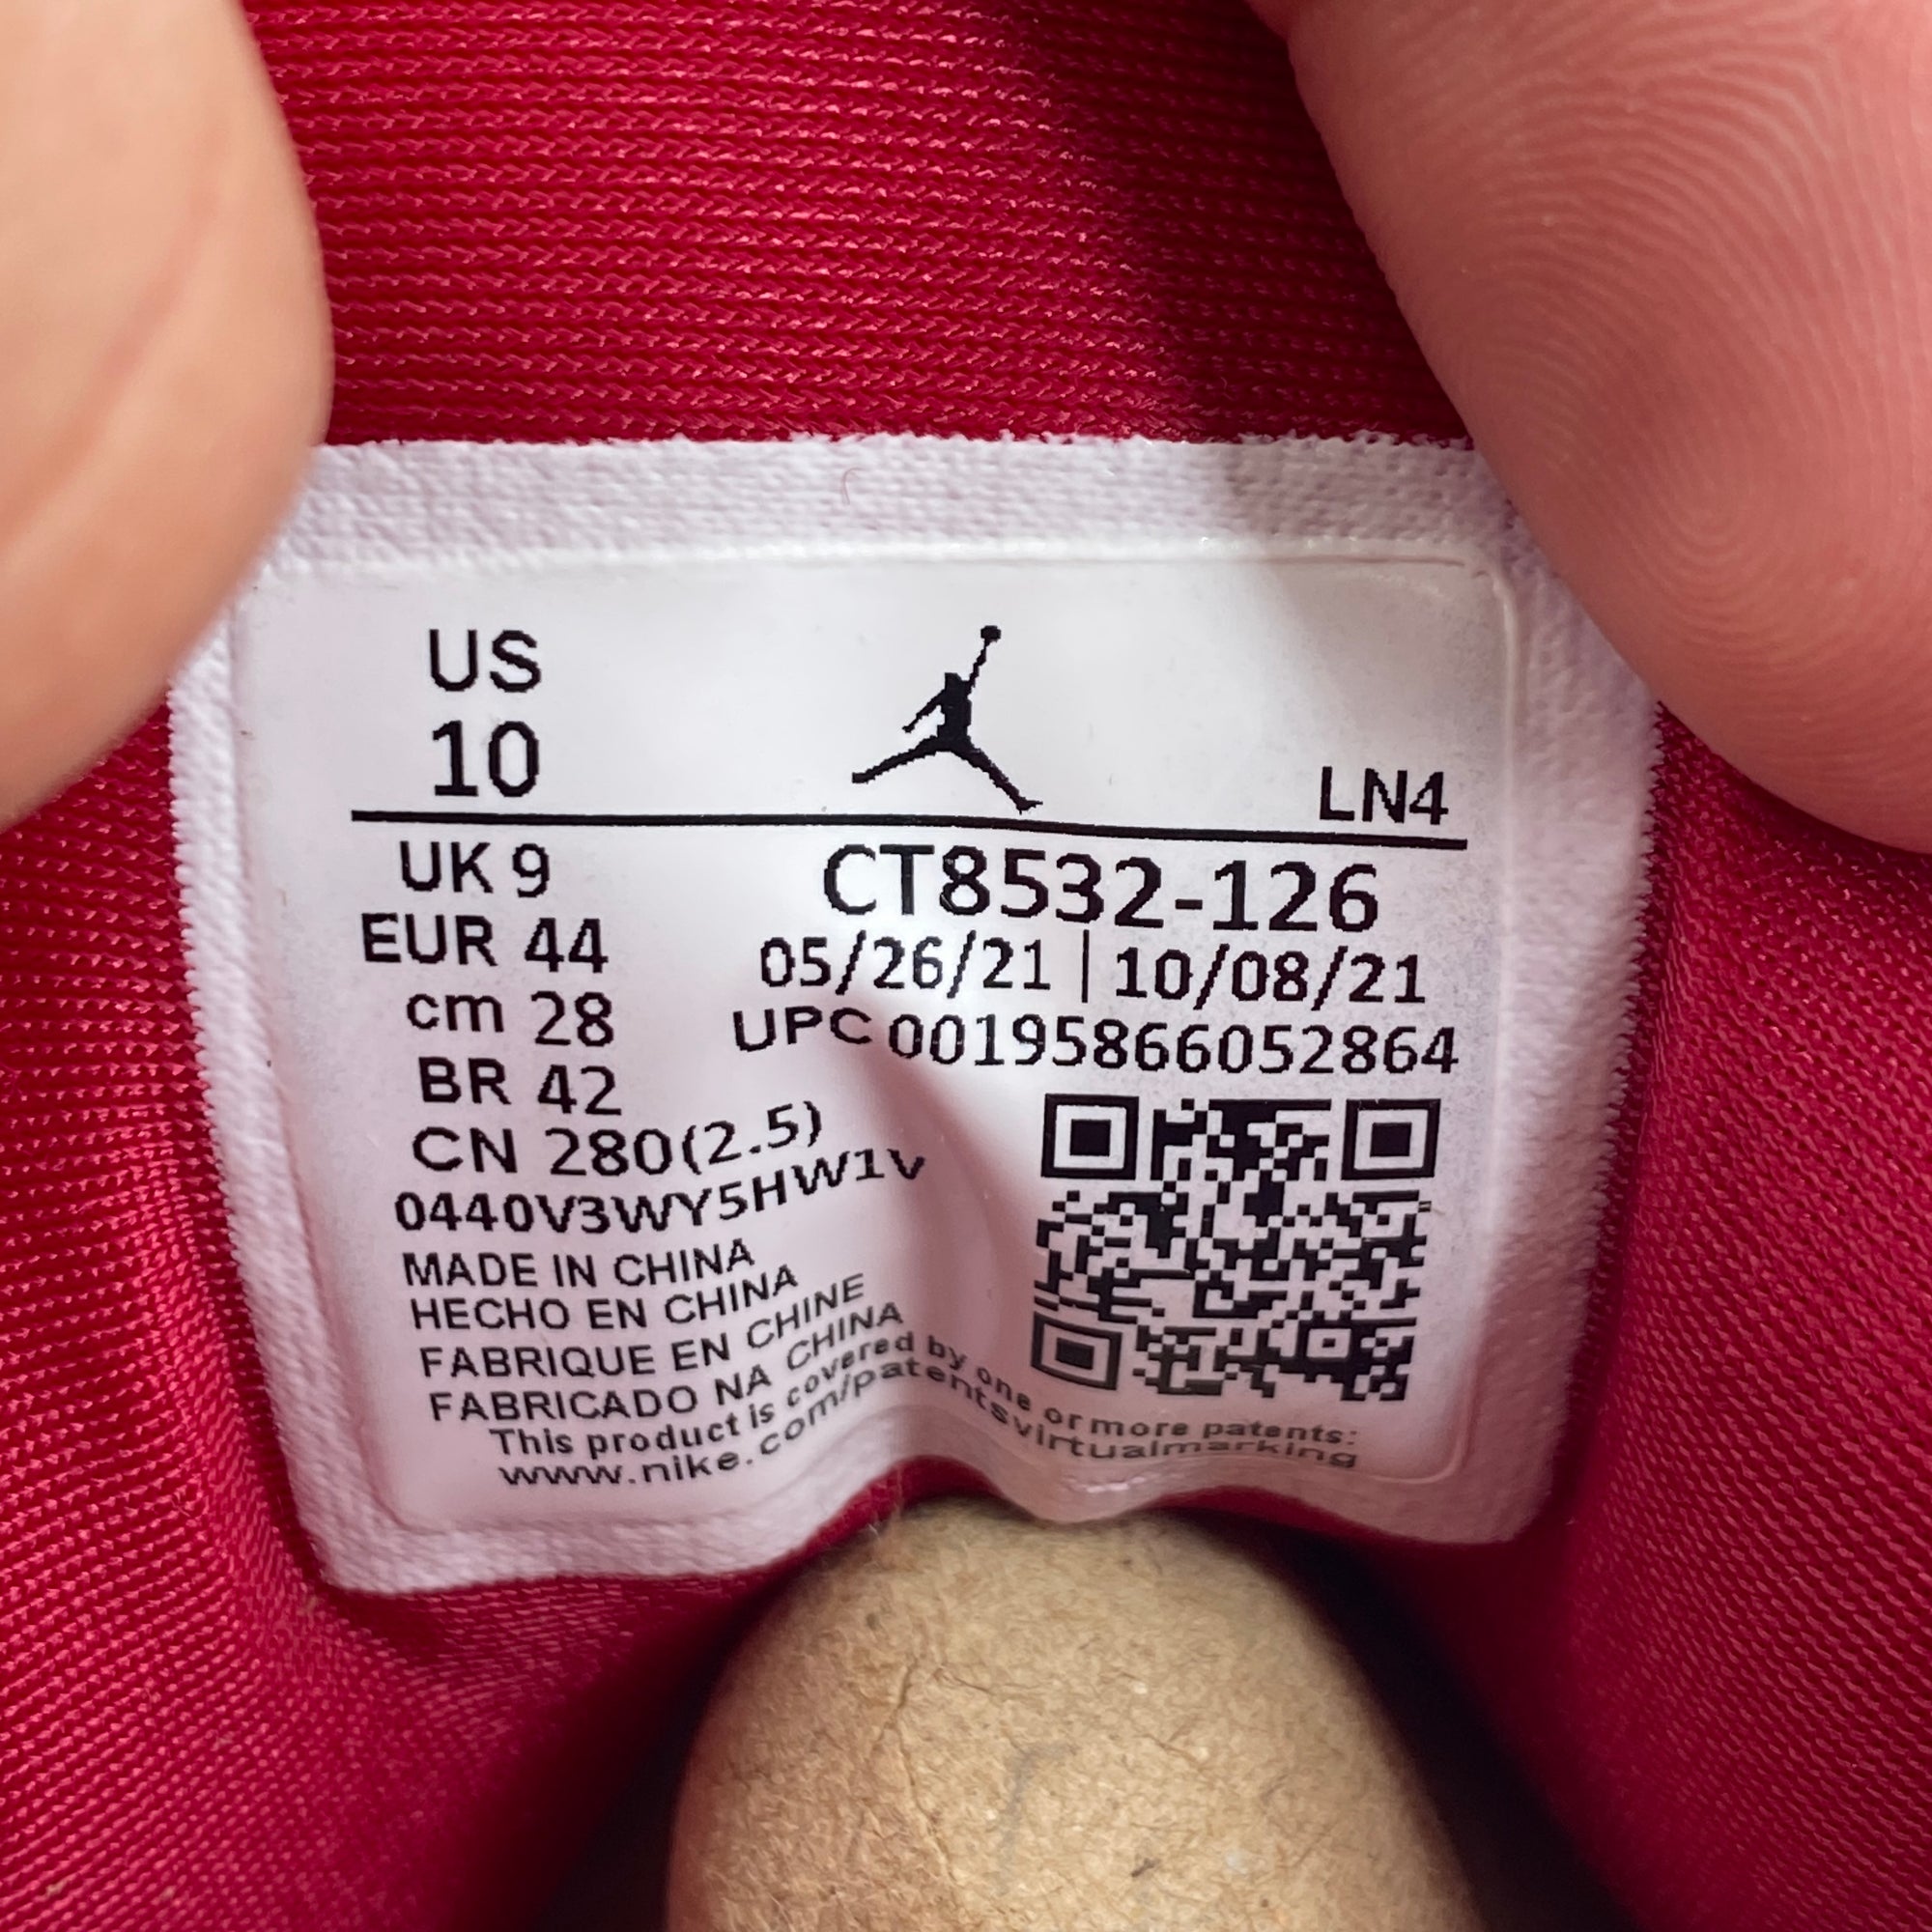 US
10
LN4
UK 9
EUR 44
cm 28
BR 42
CN 280(2.5)
0440V3WY5HW1V
CT8532-126
05/26/21 | 10/08/21
UPC 00195866052864
MADE IN CHINA
HECHO EN CHINA
FABRIQUE EN CHINE
FABRICADO NA CHINA
This product is covered by one or more patents:
www.nike.com/patentsvirtualmarking